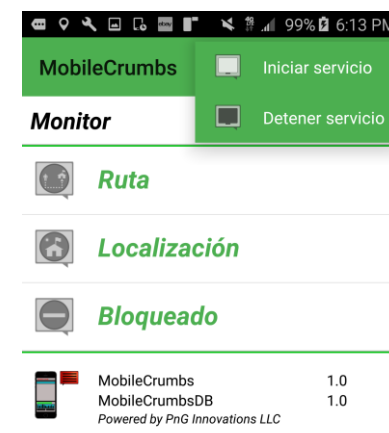 99% 6:13 PM
MobileCrumbs
Iniciar servicio
Detener servicio
Monitor
Ruta
Localización
Bloqueado
MobileCrumbs 1.0
MobileCrumbsDB 1.0
Powered by PnG Innovations LLC